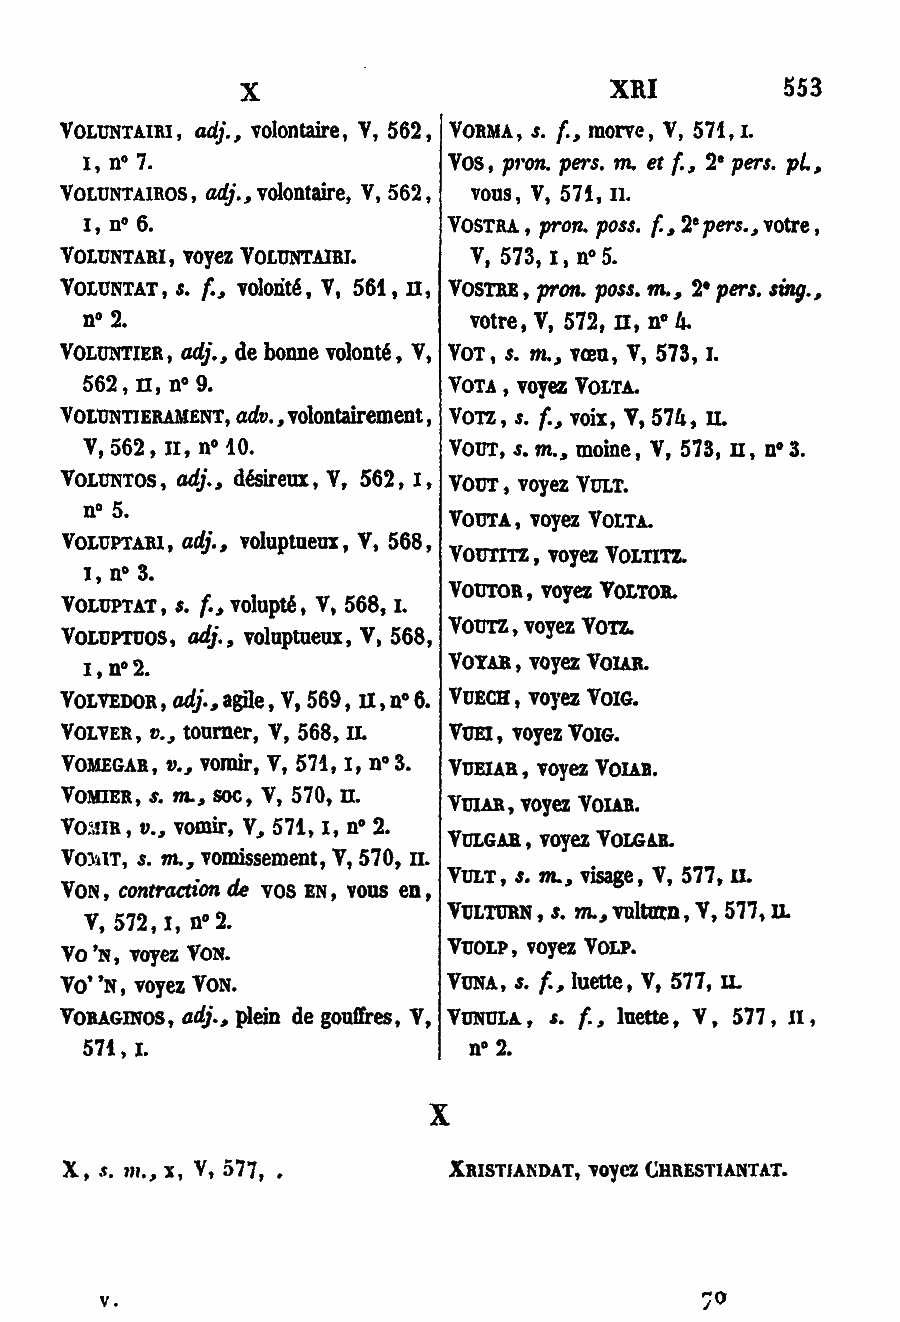 X XRI 553
VOLUNTAIRI, adj., volontaire, V, 562,
I, n° 7.
VOLUNTAIROS, adj., volontaire, V, 562,
I, n° 6.
VOLUNTARI, voyez VOLUNTAIRI.
VOLUNTAT, s. f., volonté, V, 561, II,
n° 2.
VOLUNTIER, adj., de bonne volonté, V,
562, II, n° 9.
VOLUNTIERAMENT, adv., volontairement,
V, 562, II, n° 10.
VOLUNTOS, adj., désireux, V, 562, I,
n° 5.
VOLUPTARI, adj., voluptueux, V, 568,
I, n° 3.
VOLUPTAT, s. f., volupté, V, 568, I.
VOLUPTUOS, adj., voluptueux, V, 568,
I, n° 2.
VOLVEDOR, adj., agile, V, 569, II, n° 6.
VOLVER, v., tourner, V, 568, II.
VOMEGAR, v., vomir, V, 571, I, n° 3.
VOMIER, s. m., soc, V, 570, II.
VOMIR, v., vomir, V, 571, I, n° 2.
VOMIT, s. m., vomissement, V, 570, II.
VON, contraction de VOS EN, vous en,
V, 572, I, n° 2.
VO 'N, voyez VON.
VO' 'N, voyez VON.
VORAGINOS, adj., plein de gouffres, V,
571, I.
VORMA, s. f., morve, V, 571, I.
VOS, pron. pers. m. et f., 2e pers. pl.,
vous, V, 571, II.
VOSTRA, pron. poss. f., 2e pers., votre,
V, 573, I, n° 5.
VOSTRE, pron. poss. m., 2e pers. sing.,
votre, V, 572, II, n° 4.
VOT, s. m., vœu, V, 573, I.
VOTA, voyez VOLTA.
VOTZ, s. f., voix, V, 574, II.
VOUT, s. m., moine, V, 573, II, n° 3.
VOUT, voyez VULT.
VOUTA, voyez VOLTA.
VOUTITZ, voyez VOLTITZ.
VOUTOR, voyez VOLTOR.
VOUTZ, voyez VOTZ.
VOYAR, voyez VOIAR.
VUECH, voyez VOIG.
VUEI, voyez VOIG.
VUEIAR, voyez VOIAR.
VUIAR, voyez VOIAR.
VULGAR, voyez VOLGAR.
VULT, s. m., visage, V, 577, II.
VULTURN, s. m., vulturn, V, 577, II.
VUOLP, voyez VOLP.
VUNA, s. f., luette, V, 577, II.
VUNULA, s. f., luette, V, 577, II,
n° 2.
X
X, s. m., x, V, 577, .
XRISTIANDAT, voyez CHRESTIANTAT.
V. 70